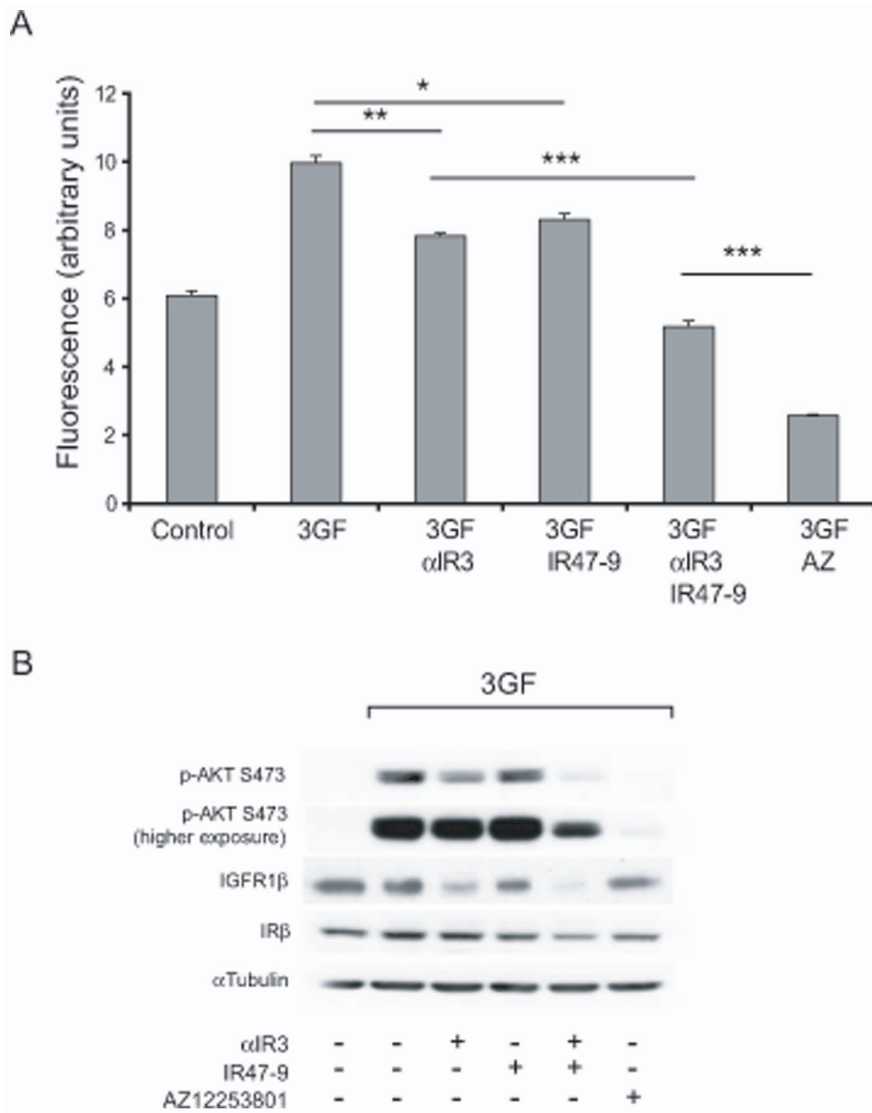 A
Fluorescence (arbitrary units)
12
10
8
6
4
2
0
*
**
***
***
Control 3GF 3GF 3GF 3GF 3GF
αIR3 IR47-9 αIR3 AZ
IR47-9
B
3GF
p-AKT S473
p-AKT S473
(higher exposure)
IGFR1β
IRβ
αTubulin
αIR3 - - + - + -
IR47-9 - - - + + -
AZ12253801 - - - - - +